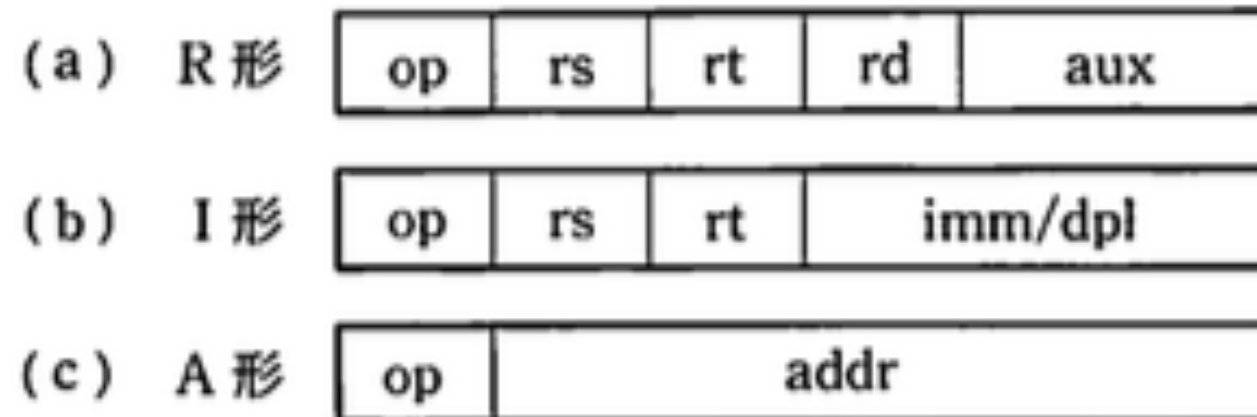 (a) R形 op rs rt rd aux
(b) I形 op rs rt imm/dpl
(c) A形 op addr